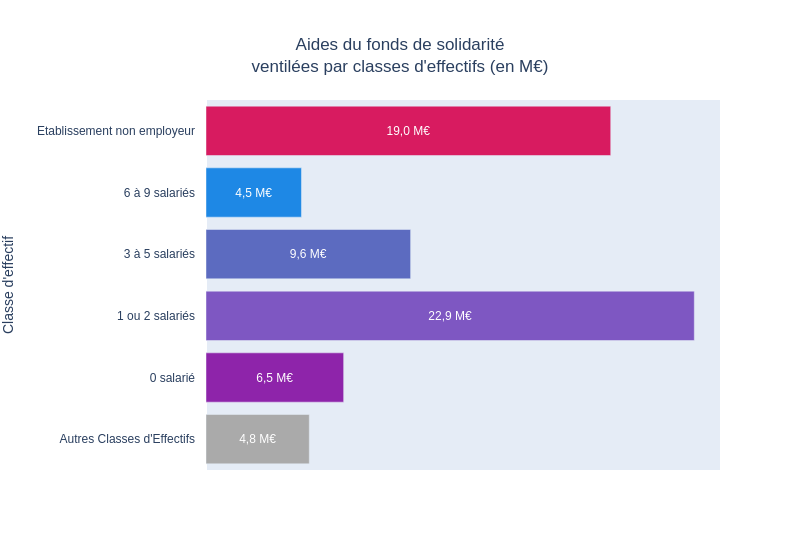 Aides du fonds de solidarité
ventilées par classes d'effectifs (en M€)
Classe d'effectif
Etablissement non employeur
19,0 M€
6 à 9 salariés
4,5 M€
3 à 5 salariés
9,6 M€
1 ou 2 salariés
22,9 M€
0 salarié
6,5 M€
Autres Classes d'Effectifs
4,8 M€